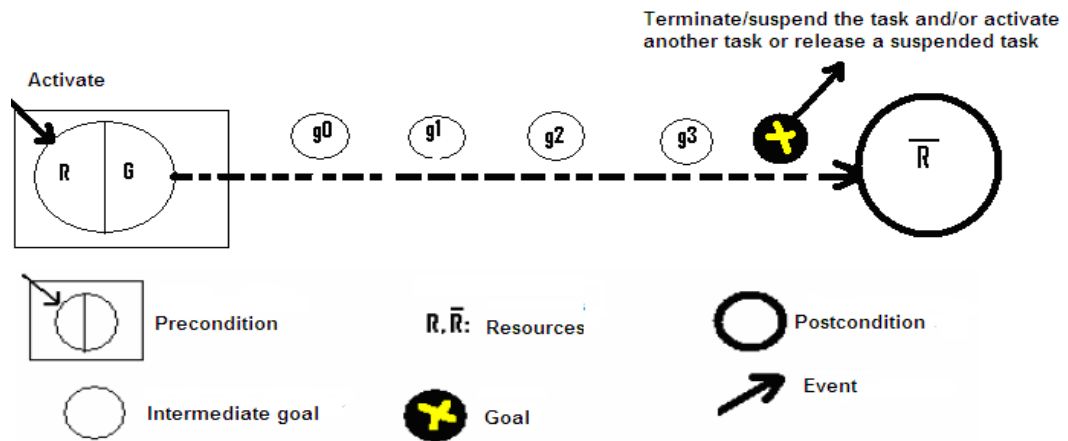 Terminate/suspend the task and/or activate
another task or release a suspended task
Activate
R G g0 g1 g2 g3 R̅
Precondition
R,R̅: Resources
Postcondition
Intermediate goal
Goal
Event